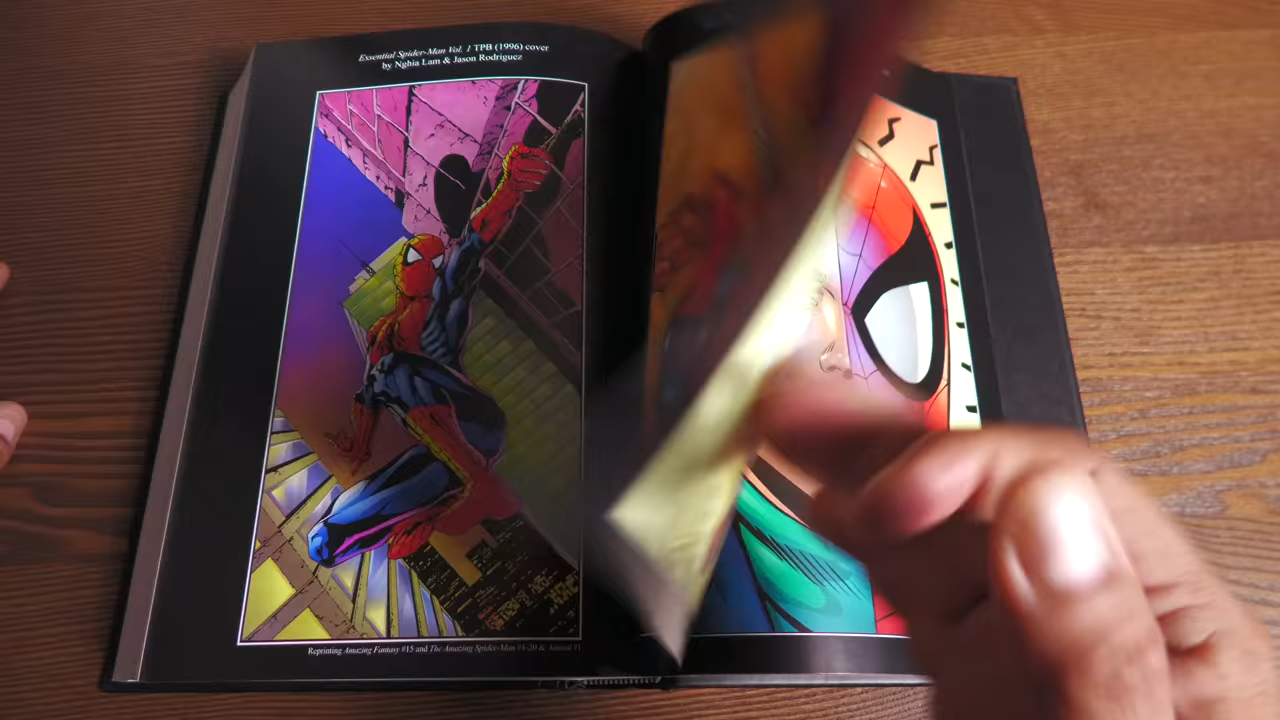 Essential Spider-Man Vol. 1 TPB (1996) cover
by Nghia Lam & Jason Rodriguez
Reprinting Amazing Fantasy #15 and The Amazing Spider-Man #1-20 & Annual #1